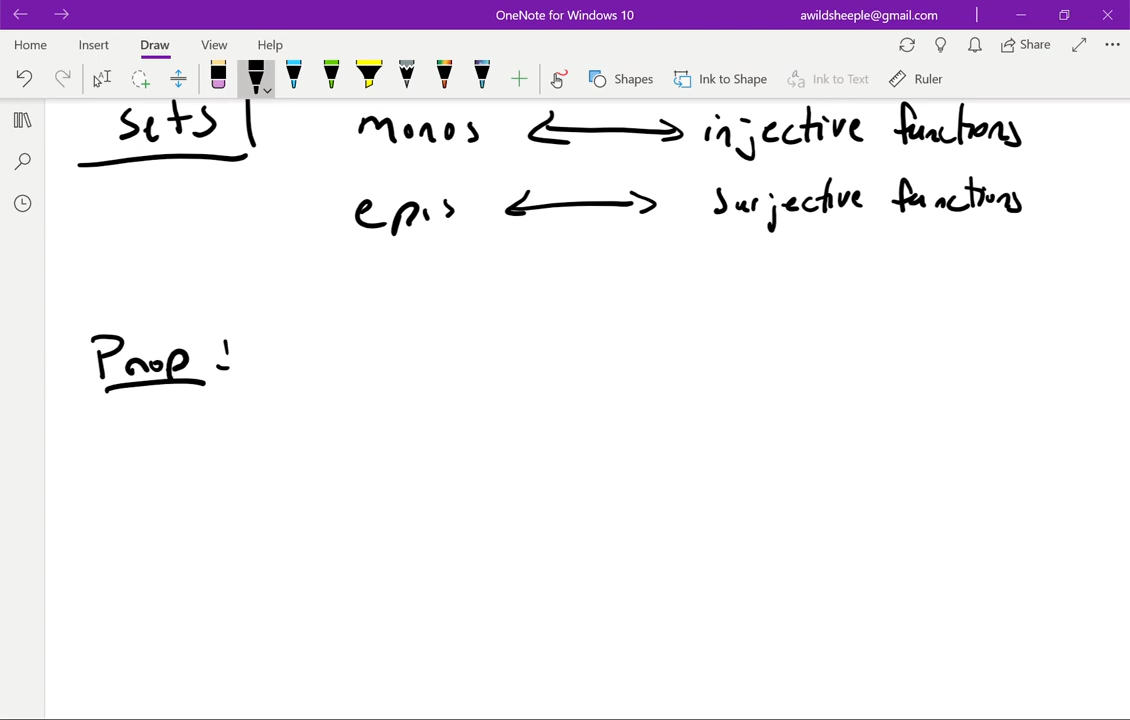 OneNote for Windows 10 awildsheeple@gmail.com
Home Insert Draw View Help Share
Shapes Ink to Shape Ink to Text Ruler
sets monos ⟷ injective functions
epis ⟷ surjective functions
Prop :